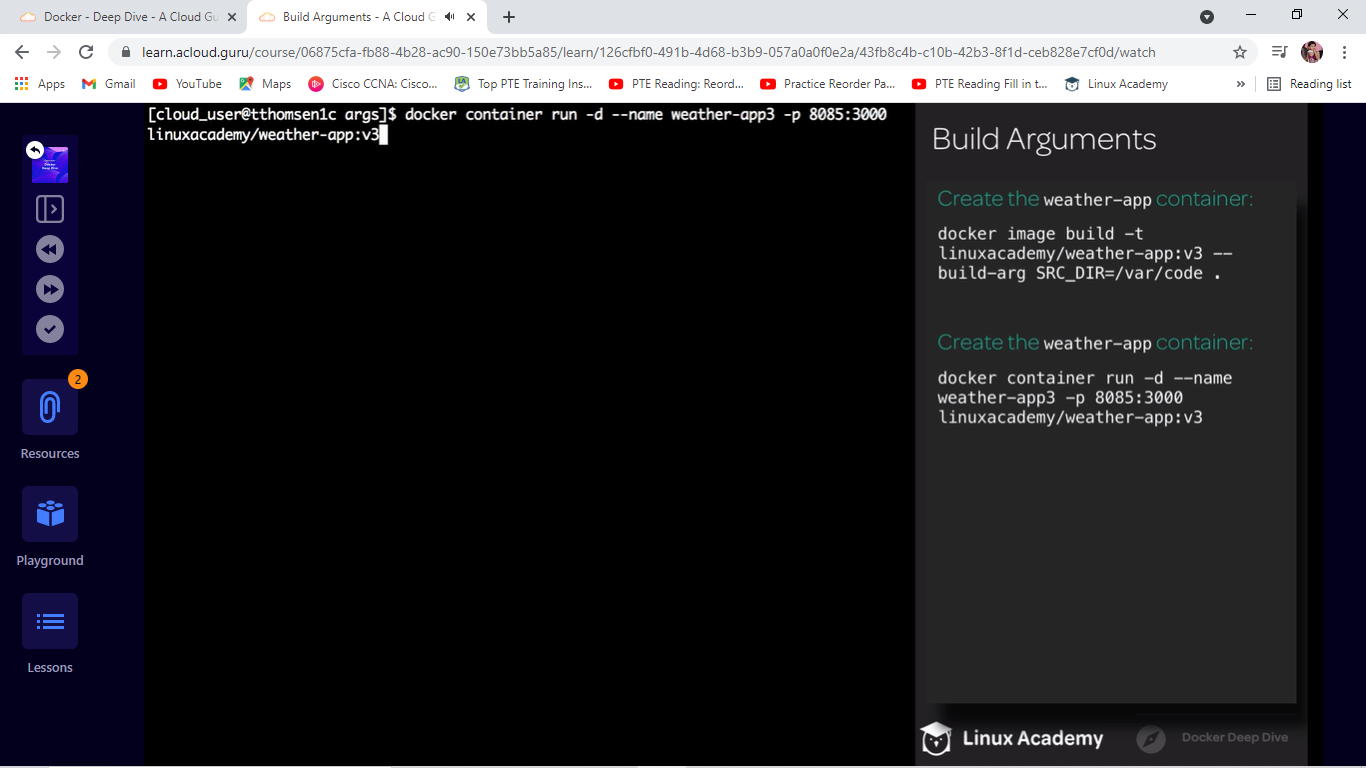 Docker - Deep Dive - A Cloud Gu
Build Arguments - A Cloud G
learn.acloud.guru/course/06875cfa-fb88-4b28-ac90-150e73bb5a85/learn/126cfbf0-491b-4d68-b3b9-057a0a0f0e2a/43fb8c4b-c10b-42b3-8f1d-ceb828e7cf0d/watch
Apps Gmail YouTube Maps Cisco CCNA: Cisco... Top PTE Training Ins... PTE Reading: Reord... Practice Reorder Pa... PTE Reading Fill in t... Linux Academy » Reading list
[cloud_user@tthomsen1c args]$ docker container run -d --name weather-app3 -p 8085:3000
linuxacademy/weather-app:v3
Docker
Deep Dive
2
Resources
Playground
Lessons
Build Arguments
Create the weather-app container:
docker image build -t
linuxacademy/weather-app:v3 --
build-arg SRC_DIR=/var/code .
Create the weather-app container:
docker container run -d --name
weather-app3 -p 8085:3000
linuxacademy/weather-app:v3
Linux Academy
Docker Deep Dive